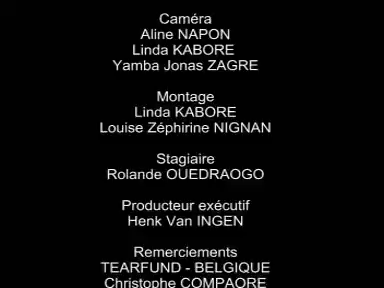 Caméra
Aline NAPON
Linda KABORE
Yamba Jonas ZAGRE
Montage
Linda KABORE
Louise Zéphirine NIGNAN
Stagiaire
Rolande OUEDRAOGO
Producteur exécutif
Henk Van INGEN
Remerciements
TEARFUND - BELGIQUE
Christophe COMPAORE